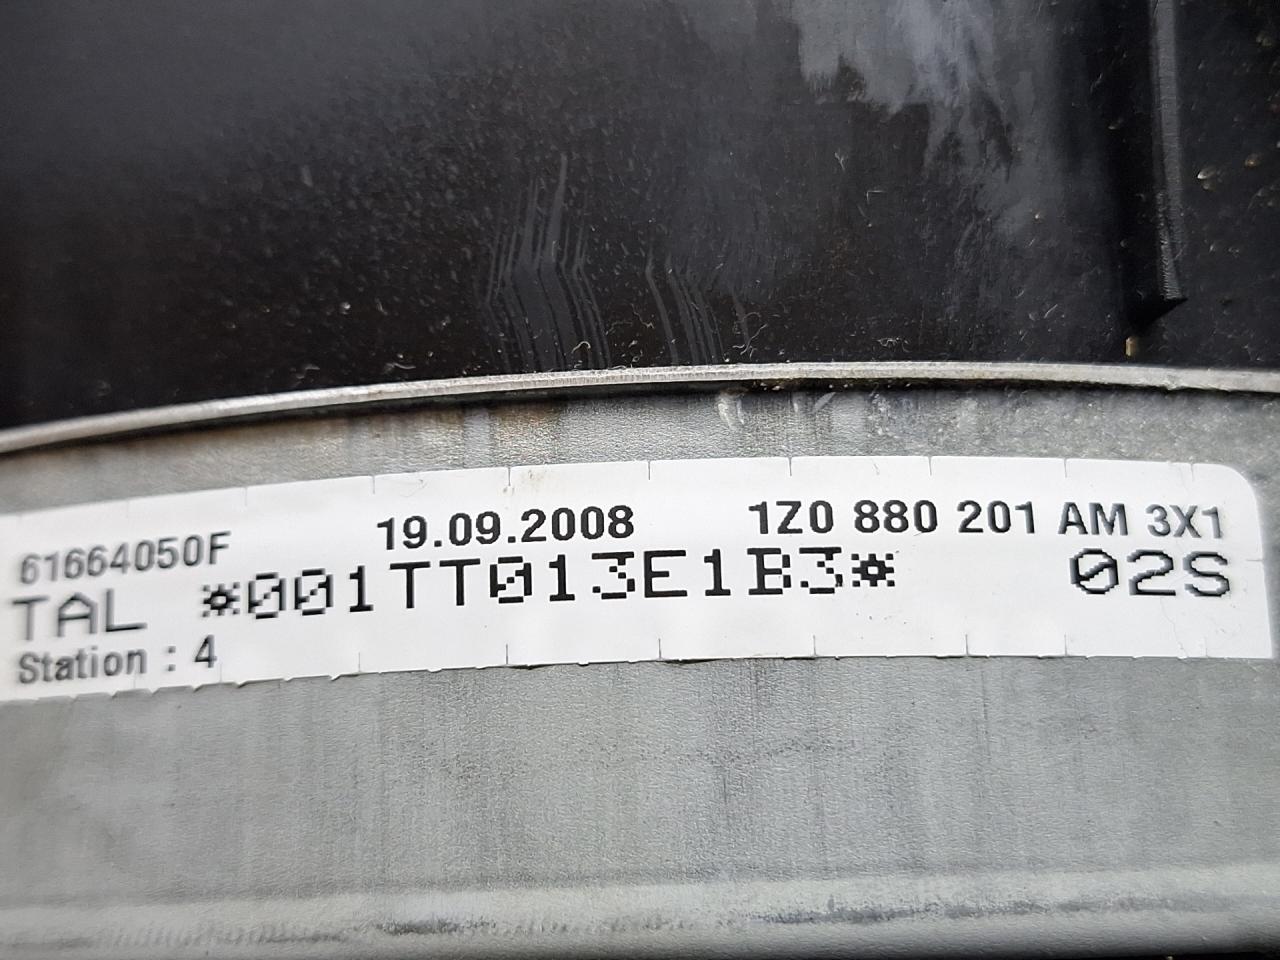 61664050F 19.09.2008 1Z0 880 201 AM 3X1
TAL *001TT013E1B3* 02S
Station : 4